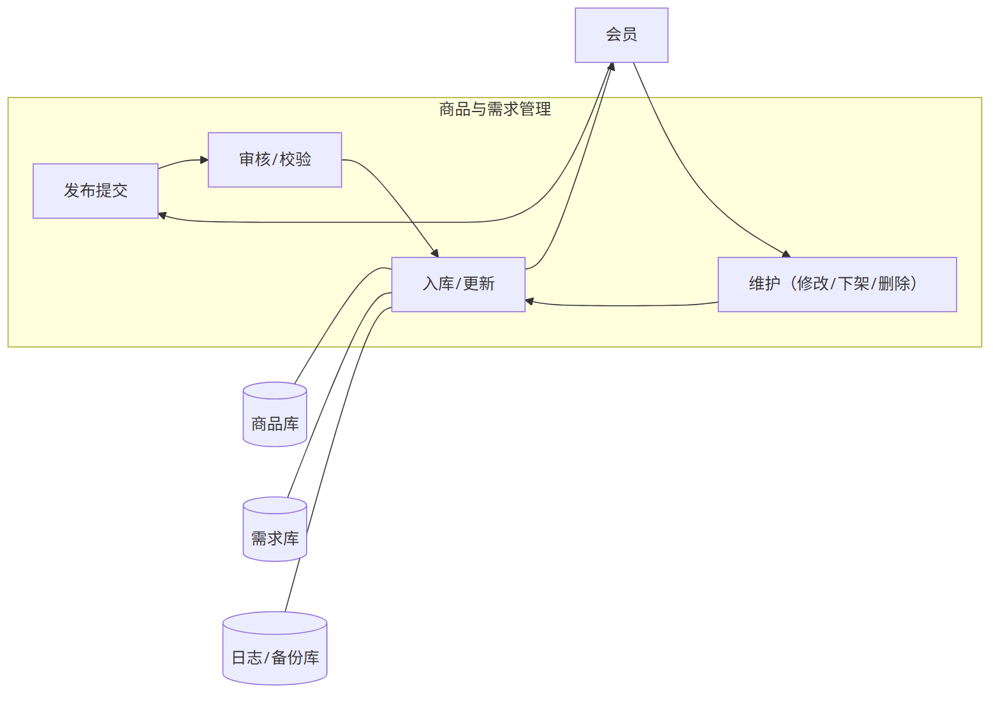 会员
商品与需求管理
审核/校验
发布提交
入库/更新
维护（修改/下架/删除）
商品库
需求库
日志/备份库